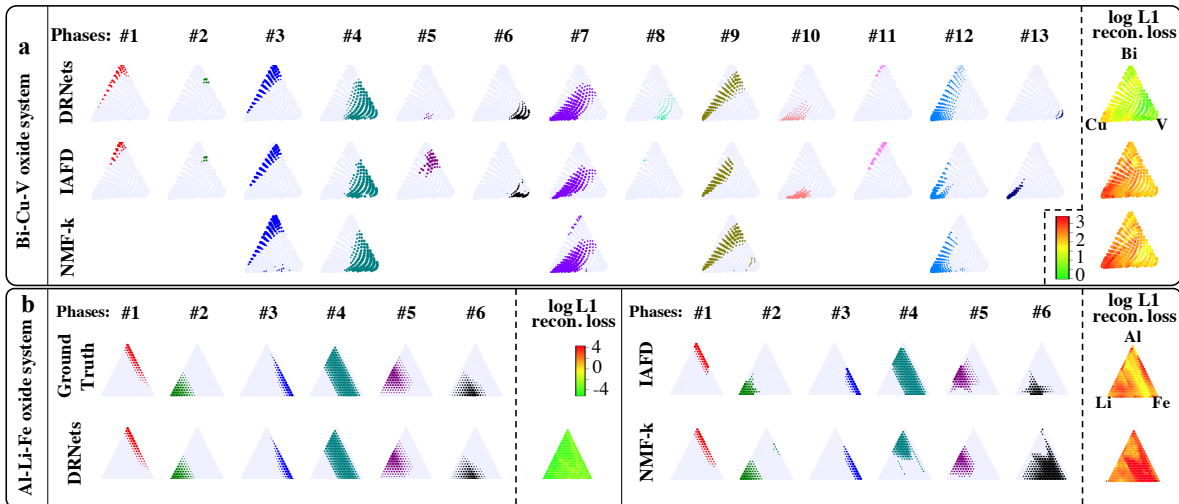 a
Bi-Cu-V oxide system
Phases: #1 #2 #3 #4 #5 #6 #7 #8 #9 #10 #11 #12 #13
log L1
recon. loss
DRNets
Bi
Cu V
IAFD
NMF-k
3
2
1
0
b
Al-Li-Fe oxide system
Phases: #1 #2 #3 #4 #5 #6
log L1
recon. loss
Ground
Truth
4
0
-4
DRNets
Phases: #1 #2 #3 #4 #5 #6
log L1
recon. loss
IAFD
Al
Li Fe
NMF-k